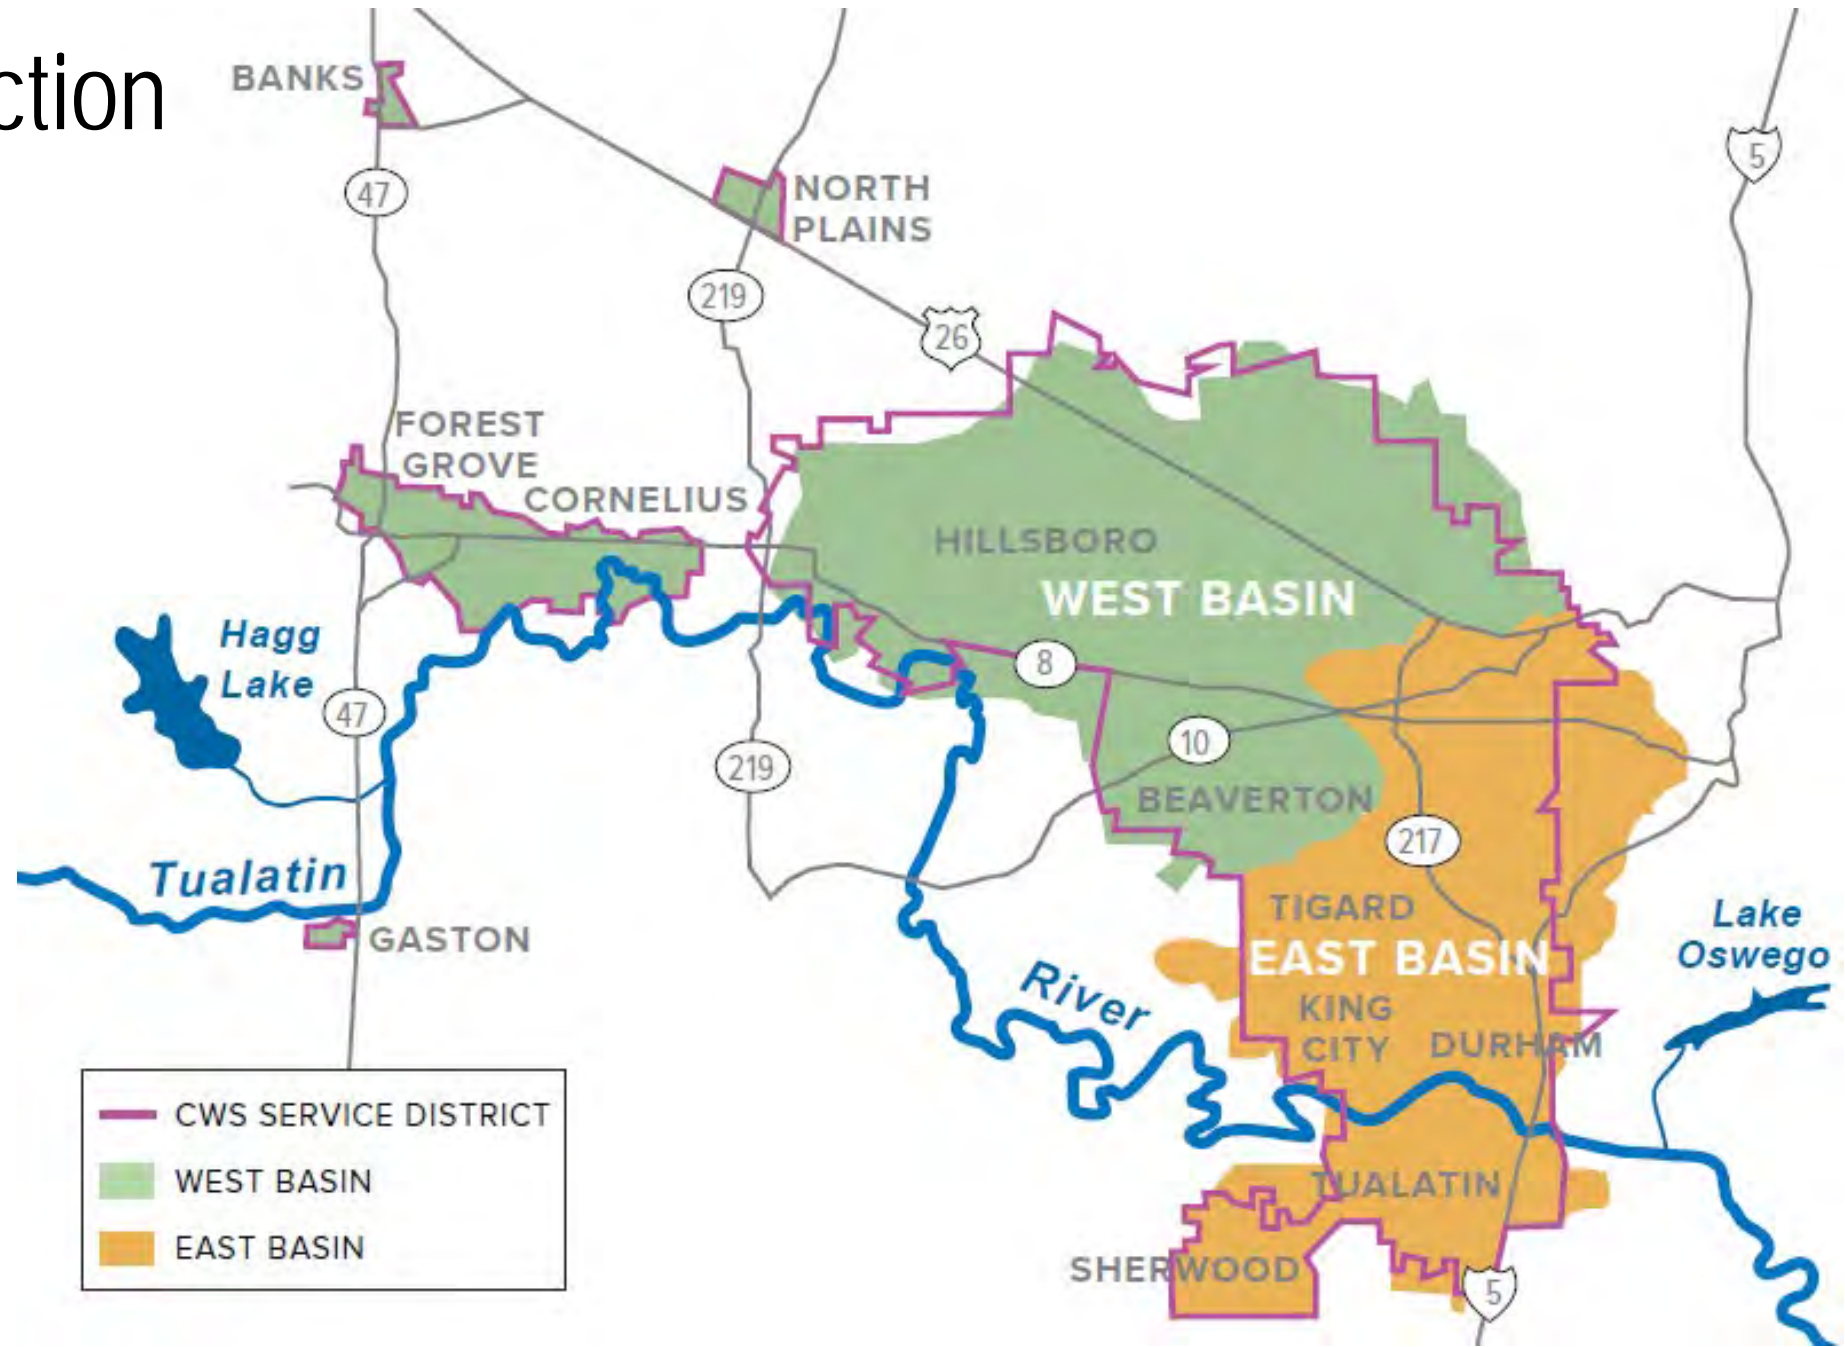 ction
BANKS
47
NORTH
PLAINS
5
219
26
FOREST
GROVE
CORNELIUS
HILLSBORO
WEST BASIN
Hagg
Lake
8
47
10
219
BEAVERTON
217
Tualatin
TIGARD
Lake
Oswego
GASTON
EAST BASIN
River
KING
CITY
DURHAM
CWS SERVICE DISTRICT
WEST BASIN
EAST BASIN
TUALATIN
SHERWOOD
5